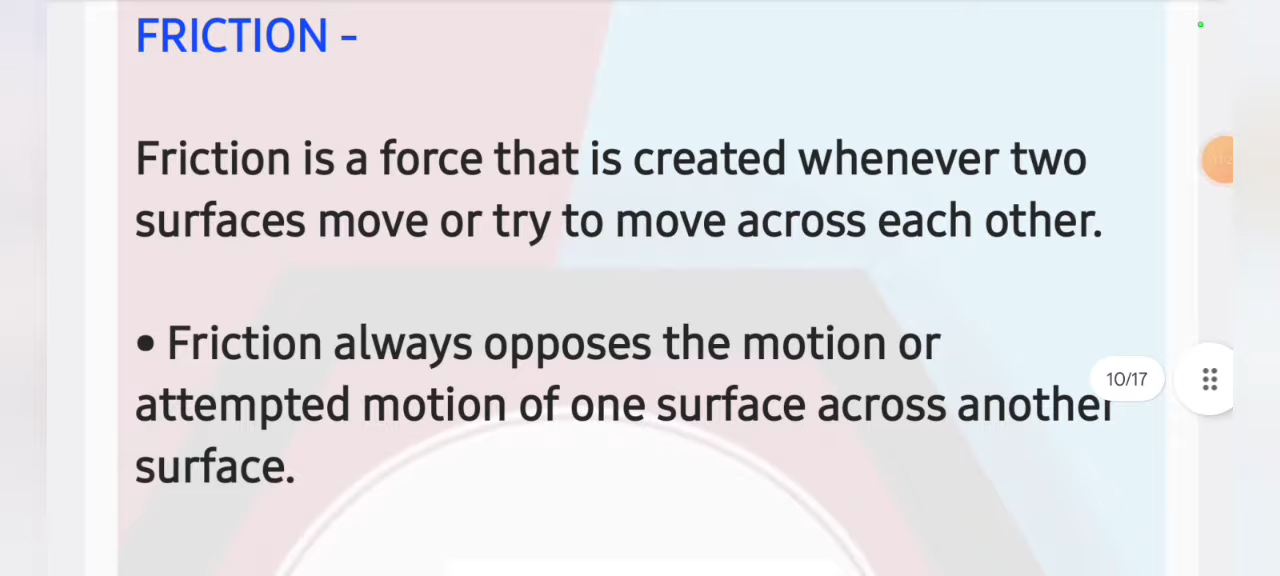 FRICTION -
Friction is a force that is created whenever two
surfaces move or try to move across each other.
• Friction always opposes the motion or
attempted motion of one surface across another
surface.
10/17